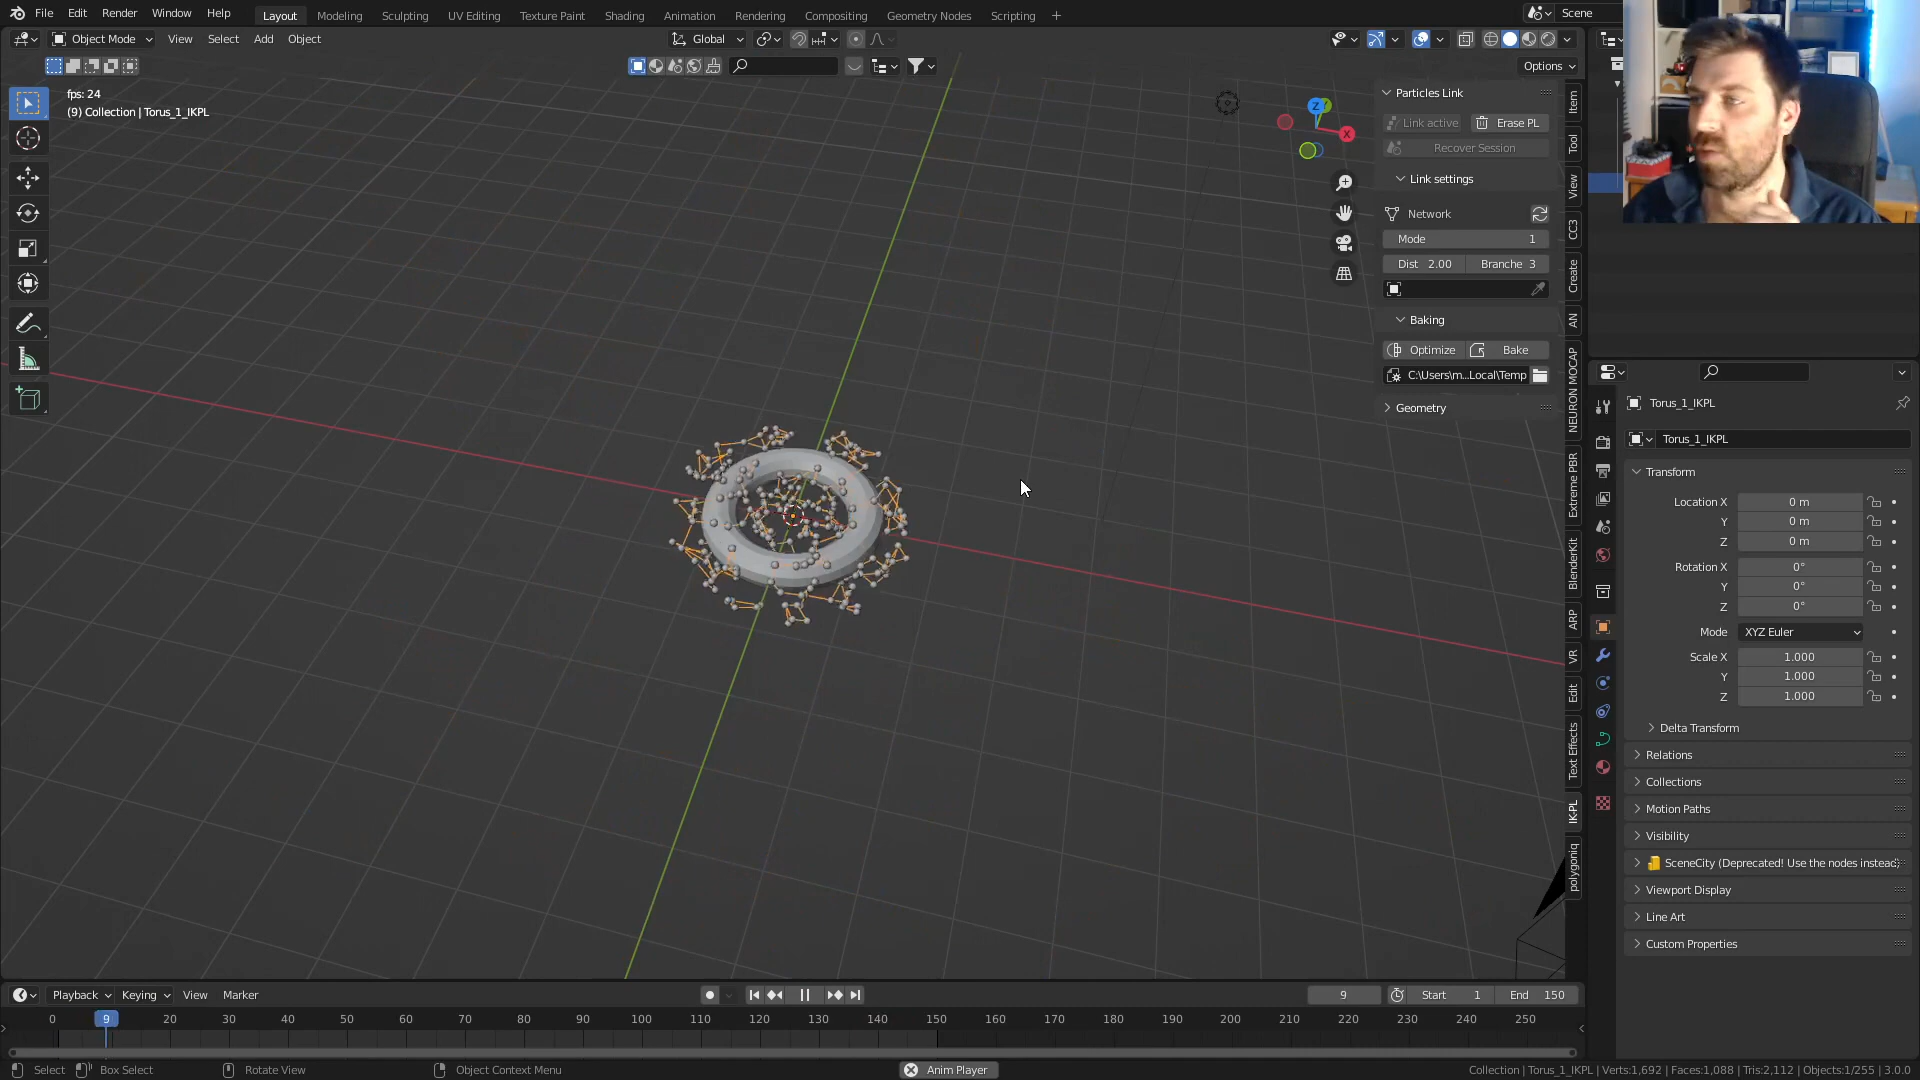 File Edit Render Window Help Layout Modeling Sculpting UV Editing Texture Paint Shading Animation Rendering Compositing Geometry Nodes Scripting + Scene
Object Mode View Select Add Object Global
Options
fps: 24
(9) Collection | Torus_1_IKPL
Z
X
Particles Link
Link active Erase PL
Recover Session
Link settings
Network
Mode 1
Dist 2.00 Branche 3
Baking
Optimize Bake
C:\Users\m...Local\Temp
Geometry
Item
Tool
View
CC3
Create
AN
NEURON MOCAP
Extreme PBR
BlenderKit
ARP
VR
Edit
Text Effects
IK-PL
polygoniq
Torus_1_IKPL
Torus_1_IKPL
Transform
Location X 0 m
Y 0 m
Z 0 m
Rotation X 0°
Y 0°
Z 0°
Mode XYZ Euler
Scale X 1.000
Y 1.000
Z 1.000
Delta Transform
Relations
Collections
Motion Paths
Visibility
SceneCity (Deprecated! Use the nodes instead
Viewport Display
Line Art
Custom Properties
Playback Keying View Marker 9 Start 1 End 150
0 9 20 30 40 50 60 70 80 90 100 110 120 130 140 150 160 170 180 190 200 210 220 230 240 250
Select Box Select Rotate View Object Context Menu Anim Player Collection | Torus_1_IKPL | Verts:1,692 | Faces:1,088 | Tris:2,112 | Objects:1/255 | 3.0.0